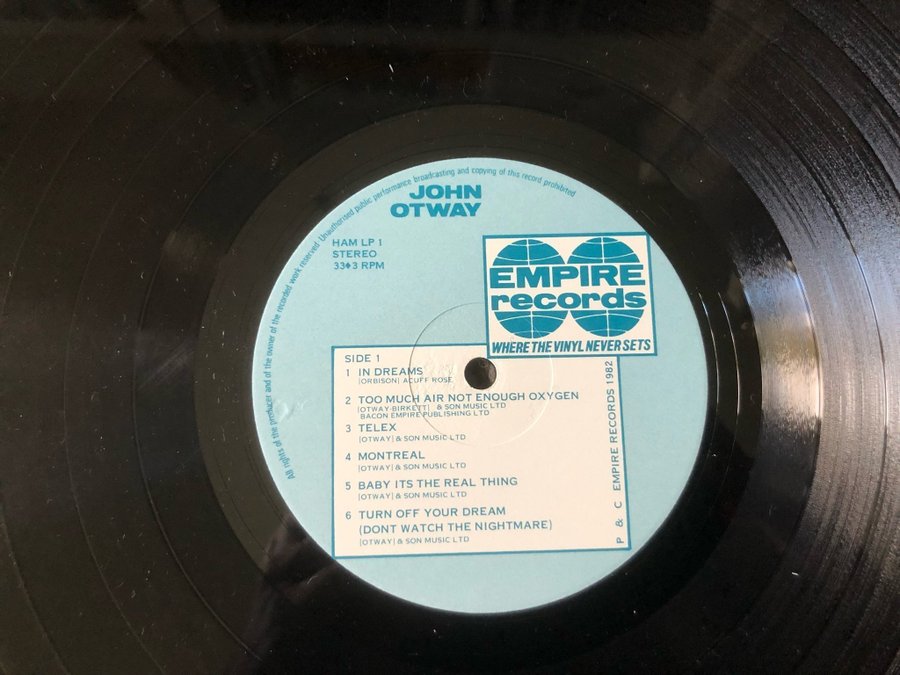 All rights of the producer and of the owner of the recorded work reserved Unauthorised public performance broadcasting and copying of this record prohibited
JOHN
OTWAY
HAM LP 1
STEREO
33♦3 RPM
EMPIRE
records
WHERE THE VINYL NEVER SETS
SIDE 1
1 IN DREAMS
|ORBISON| ACUFF ROSE
2 TOO MUCH AIR NOT ENOUGH OXYGEN
|OTWAY-BIRKETT| & SON MUSIC LTD
BACON EMPIRE PUBLISHING LTD
3 TELEX
|OTWAY| & SON MUSIC LTD
4 MONTREAL
|OTWAY| & SON MUSIC LTD
5 BABY ITS THE REAL THING
|OTWAY| & SON MUSIC LTD
6 TURN OFF YOUR DREAM
(DONT WATCH THE NIGHTMARE)
|OTWAY| & SON MUSIC LTD
P & C EMPIRE RECORDS 1982